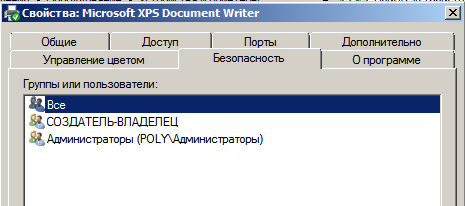 Свойства: Microsoft XPS Document Writer
Общие Доступ Порты Дополнительно
Управление цветом Безопасность О программе
Группы или пользователи:
Все
СОЗДАТЕЛЬ-ВЛАДЕЛЕЦ
Администраторы (POLY\Администраторы)